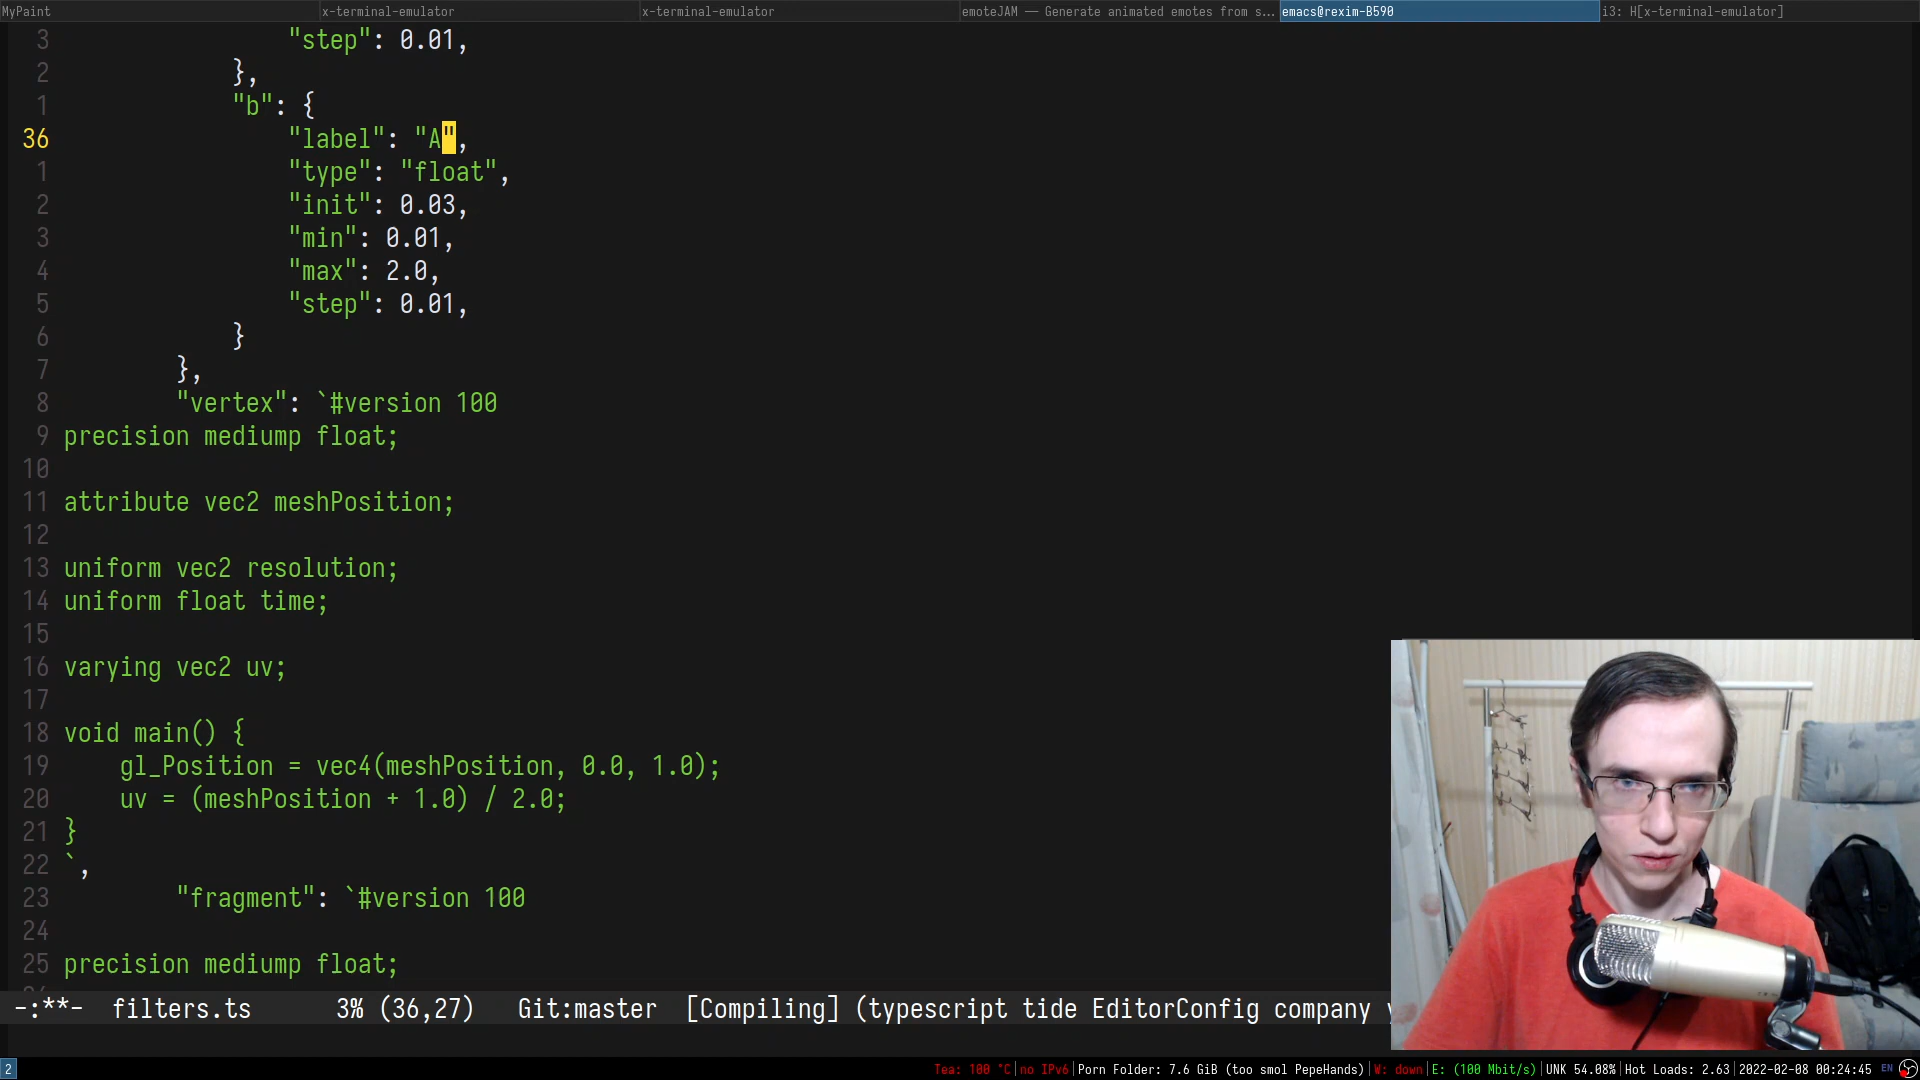 MyPaint x-terminal-emulator x-terminal-emulator emoteJAM —— Generate animated emotes from s... emacs@rexim-B590 i3: H[x-terminal-emulator]
3 "step": 0.01,
2 },
1 "b": {
36 "label": "A",
1 "type": "float",
2 "init": 0.03,
3 "min": 0.01,
4 "max": 2.0,
5 "step": 0.01,
6 }
7 },
8 "vertex": `#version 100
9 precision mediump float;
10
11 attribute vec2 meshPosition;
12
13 uniform vec2 resolution;
14 uniform float time;
15
16 varying vec2 uv;
17
18 void main() {
19 gl_Position = vec4(meshPosition, 0.0, 1.0);
20 uv = (meshPosition + 1.0) / 2.0;
21 }
22 `,
23 "fragment": `#version 100
24
25 precision mediump float;
-:**- filters.ts 3% (36,27) Git:master [Compiling] (typescript tide EditorConfig company
2 Tea: 100 °C|no IPv6|Porn Folder: 7.6 GiB (too smol PepeHands)|W: down|E: (100 Mbit/s)|UNK 54.08%|Hot Loads: 2.63|2022-02-08 00:24:45 EN